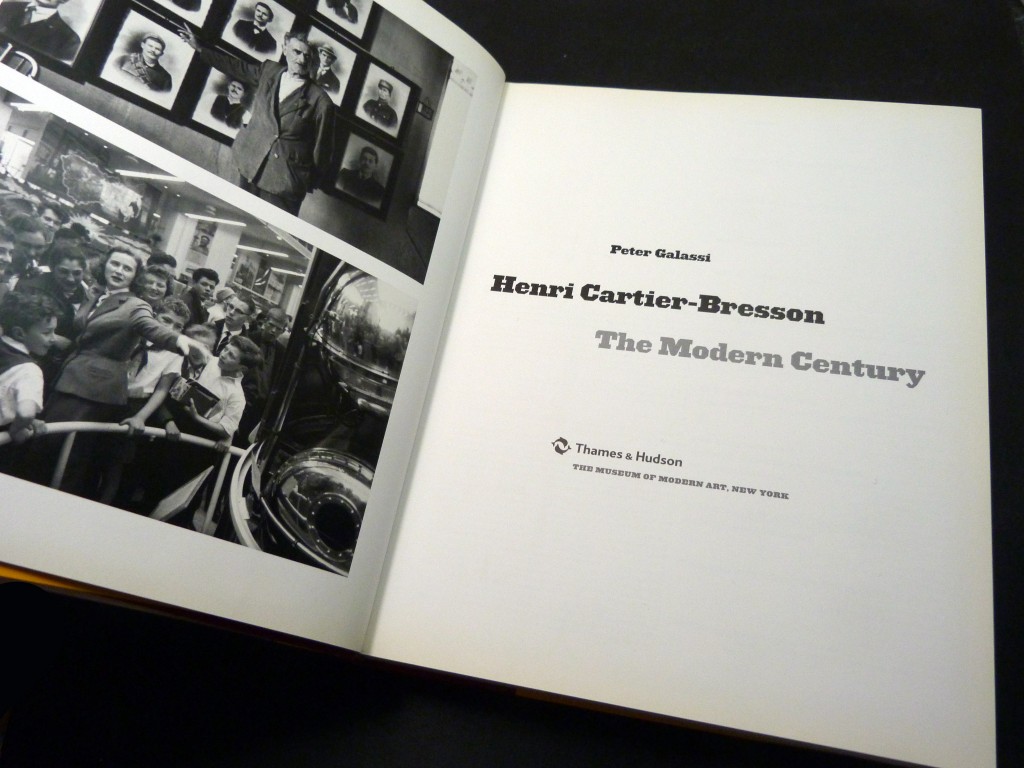 Peter Galassi
Henri Cartier-Bresson
The Modern Century
Thames & Hudson
THE MUSEUM OF MODERN ART, NEW YORK